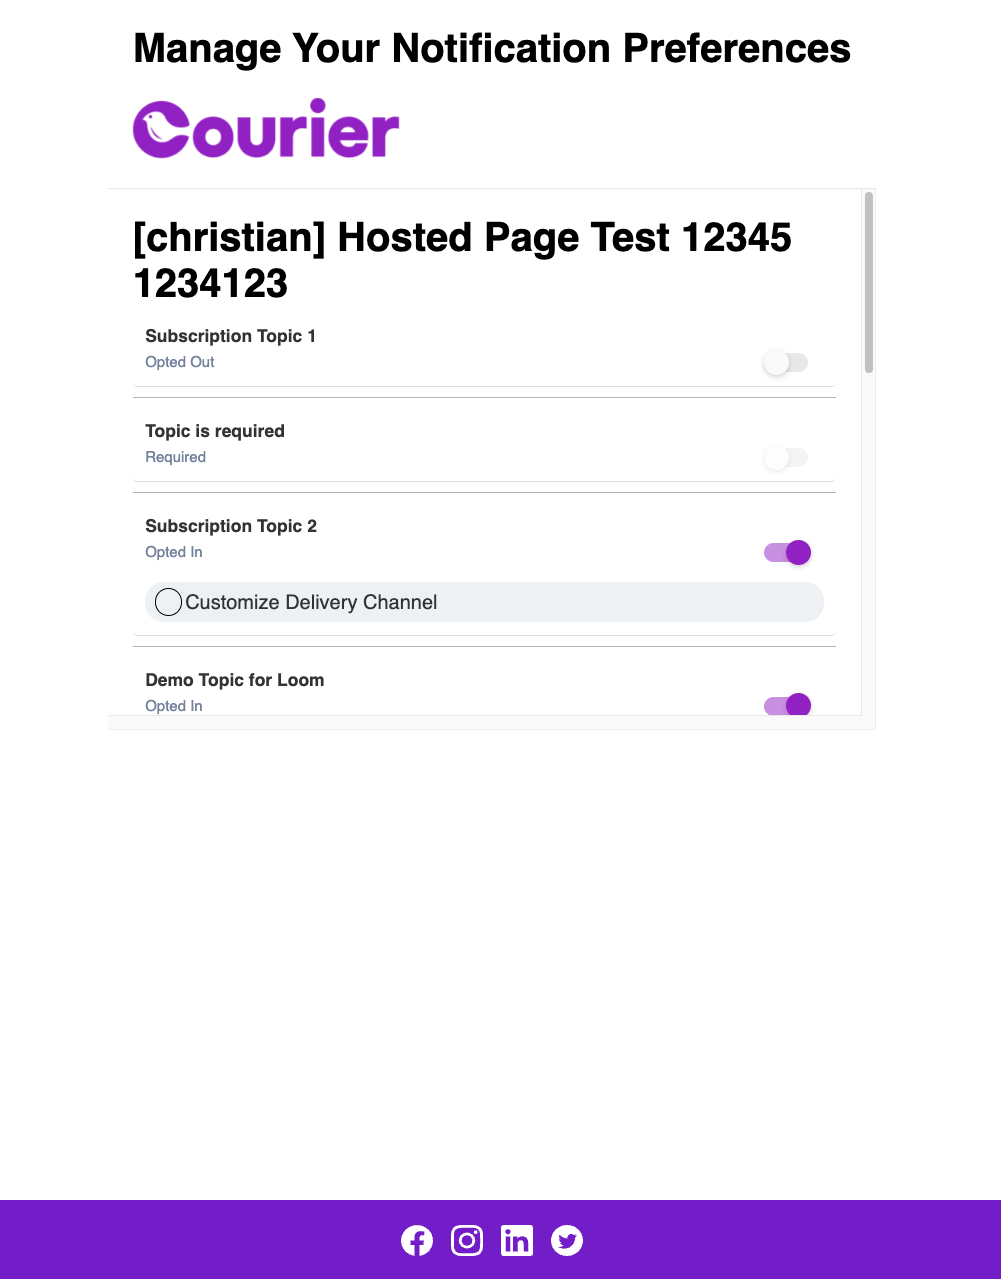 Manage Your Notification Preferences
Courier
[christian] Hosted Page Test 12345
1234123
Subscription Topic 1
Opted Out
Topic is required
Required
Subscription Topic 2
Opted In
Customize Delivery Channel
Demo Topic for Loom
Opted In
in